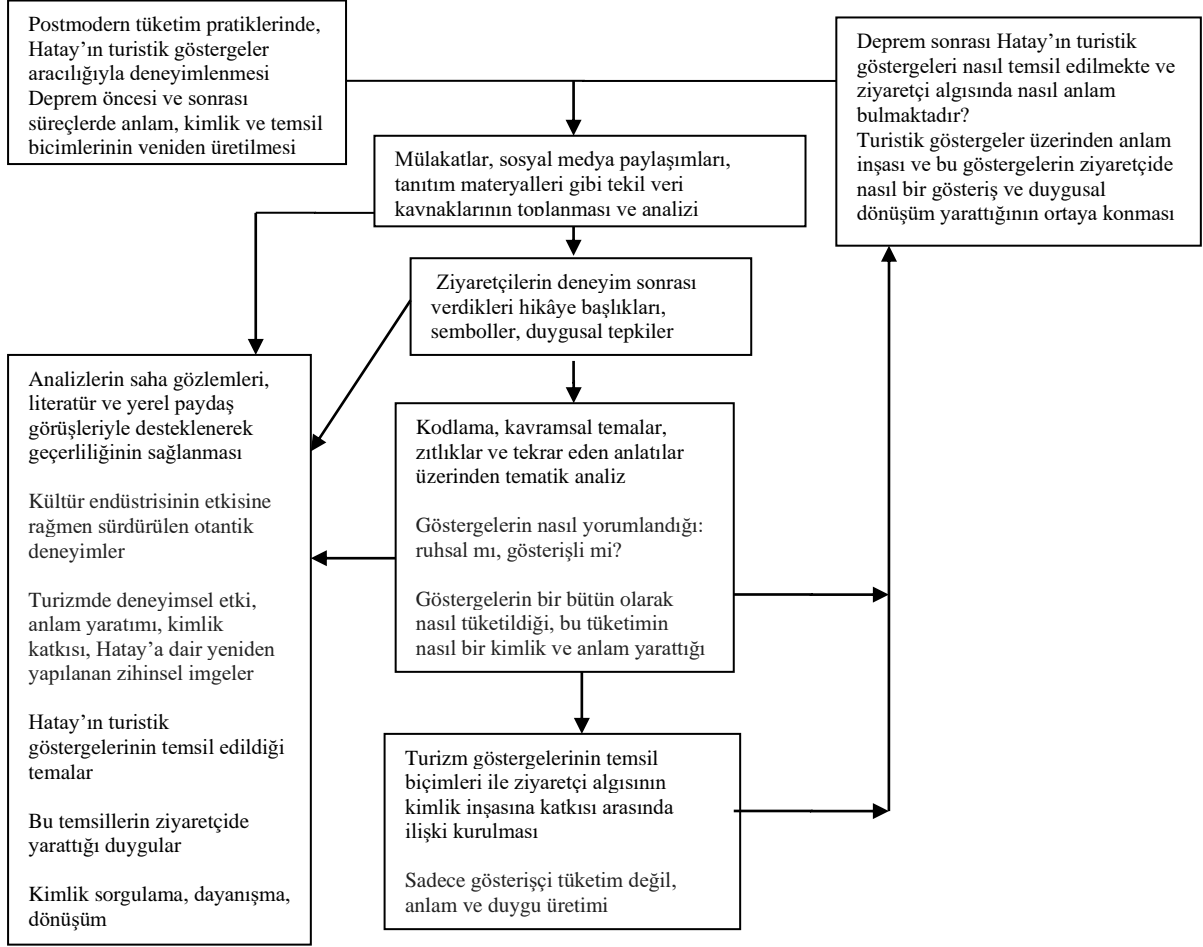 Postmodern tüketim pratiklerinde,
Hatay’ın turistik göstergeler
aracılığıyla deneyimlenmesi
Deprem öncesi ve sonrası
süreçlerde anlam, kimlik ve temsil
biçimlerinin yeniden üretilmesi
Deprem sonrası Hatay’ın turistik
göstergeleri nasıl temsil edilmekte ve
ziyaretçi algısında nasıl anlam
bulmaktadır?
Turistik göstergeler üzerinden anlam
inşası ve bu göstergelerin ziyaretçide
nasıl bir gösteriş ve duygusal
dönüşüm yarattığının ortaya konması
Mülakatlar, sosyal medya paylaşımları,
tanıtım materyalleri gibi tekil veri
kaynaklarının toplanması ve analizi
Ziyaretçilerin deneyim sonrası
verdikleri hikâye başlıkları,
semboller, duygusal tepkiler
Analizlerin saha gözlemleri,
literatür ve yerel paydaş
görüşleriyle desteklenerek
geçerliliğinin sağlanması
Kültür endüstrisinin etkisine
rağmen sürdürülen otantik
deneyimler
Turizmde deneyimsel etki,
anlam yaratımı, kimlik
katkısı, Hatay’a dair yeniden
yapılanan zihinsel imgeler
Hatay’ın turistik
göstergelerinin temsil edildiği
temalar
Bu temsillerin ziyaretçide
yarattığı duygular
Kimlik sorgulama, dayanışma,
dönüşüm
Kodlama, kavramsal temalar,
zıtlıklar ve tekrar eden anlatılar
üzerinden tematik analiz
Göstergelerin nasıl yorumlandığı:
ruhsal mı, gösterişli mi?
Göstergelerin bir bütün olarak
nasıl tüketildiği, bu tüketimin
nasıl bir kimlik ve anlam yarattığı
Turizm göstergelerinin temsil
biçimleri ile ziyaretçi algısının
kimlik inşasına katkısı arasında
ilişki kurulması
Sadece gösterişçi tüketim değil,
anlam ve duygu üretimi